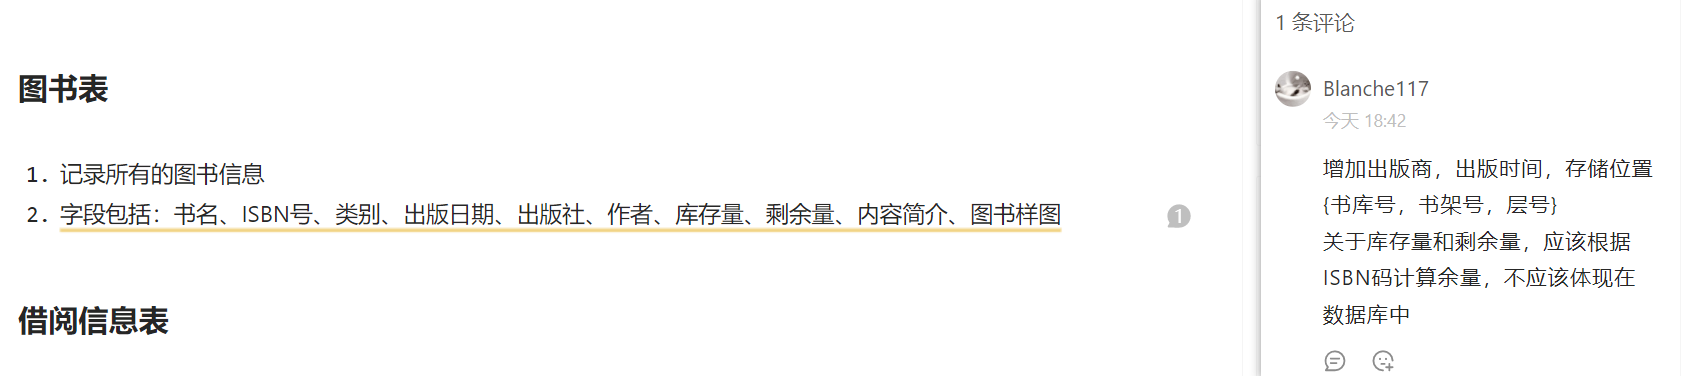 图书表
1. 记录所有的图书信息
2. 字段包括：书名、ISBN号、类别、出版日期、出版社、作者、库存量、剩余量、内容简介、图书样图
1
借阅信息表
1 条评论
Blanche117
今天 18:42
增加出版商，出版时间，存储位置
{书库号，书架号，层号}
关于库存量和剩余量，应该根据
ISBN码计算余量，不应该体现在
数据库中